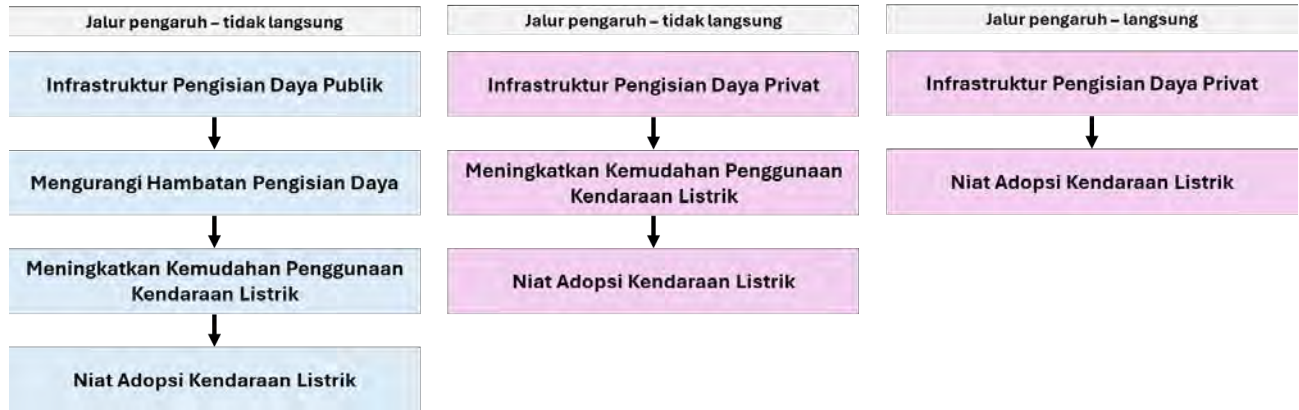 Jalur pengaruh – tidak langsung
Infrastruktur Pengisian Daya Publik
Mengurangi Hambatan Pengisian Daya
Meningkatkan Kemudahan Penggunaan
Kendaraan Listrik
Niat Adopsi Kendaraan Listrik
Jalur pengaruh – tidak langsung
Infrastruktur Pengisian Daya Privat
Meningkatkan Kemudahan Penggunaan
Kendaraan Listrik
Niat Adopsi Kendaraan Listrik
Jalur pengaruh – langsung
Infrastruktur Pengisian Daya Privat
Niat Adopsi Kendaraan Listrik